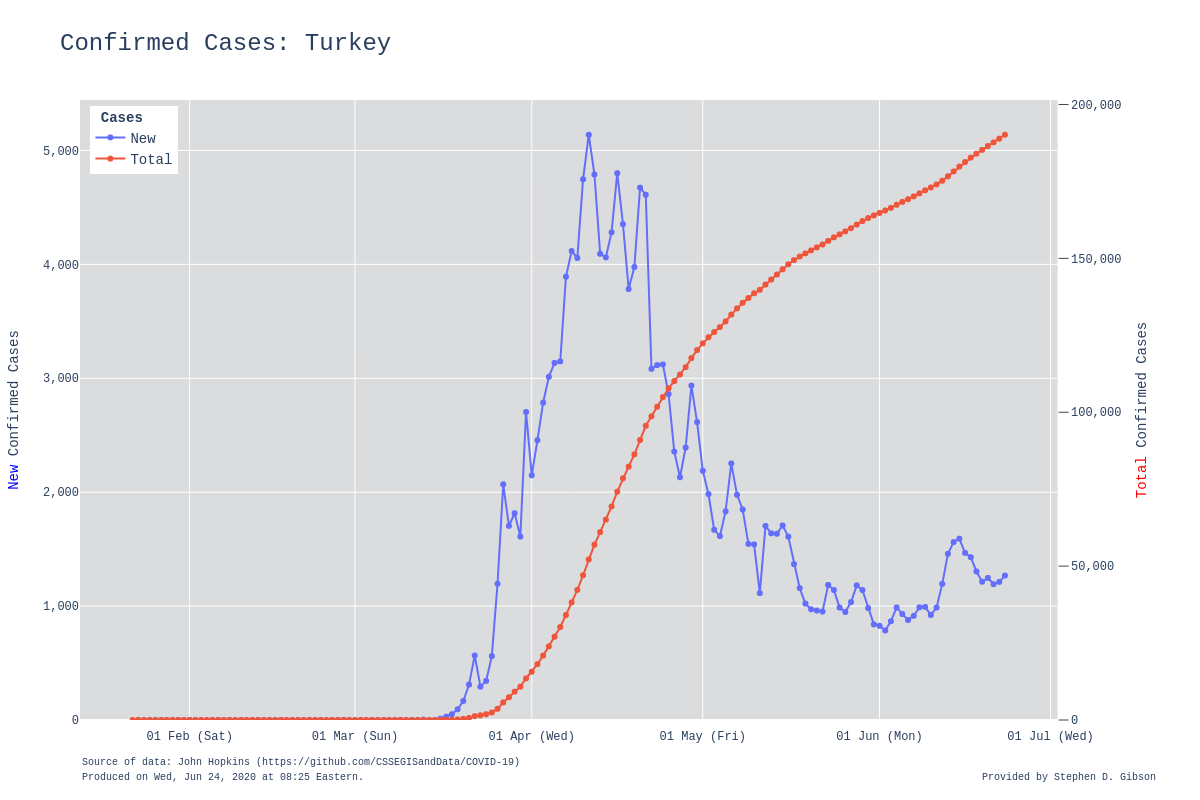 Confirmed Cases: Turkey
Cases
New
Total
5,000
4,000
3,000
2,000
1,000
0
New Confirmed Cases
200,000
150,000
100,000
50,000
0
Total Confirmed Cases
01 Feb (Sat) 01 Mar (Sun) 01 Apr (Wed) 01 May (Fri) 01 Jun (Mon) 01 Jul (Wed)
Source of data: John Hopkins (https://github.com/CSSEGISandData/COVID-19)
Produced on Wed, Jun 24, 2020 at 08:25 Eastern.
Provided by Stephen D. Gibson